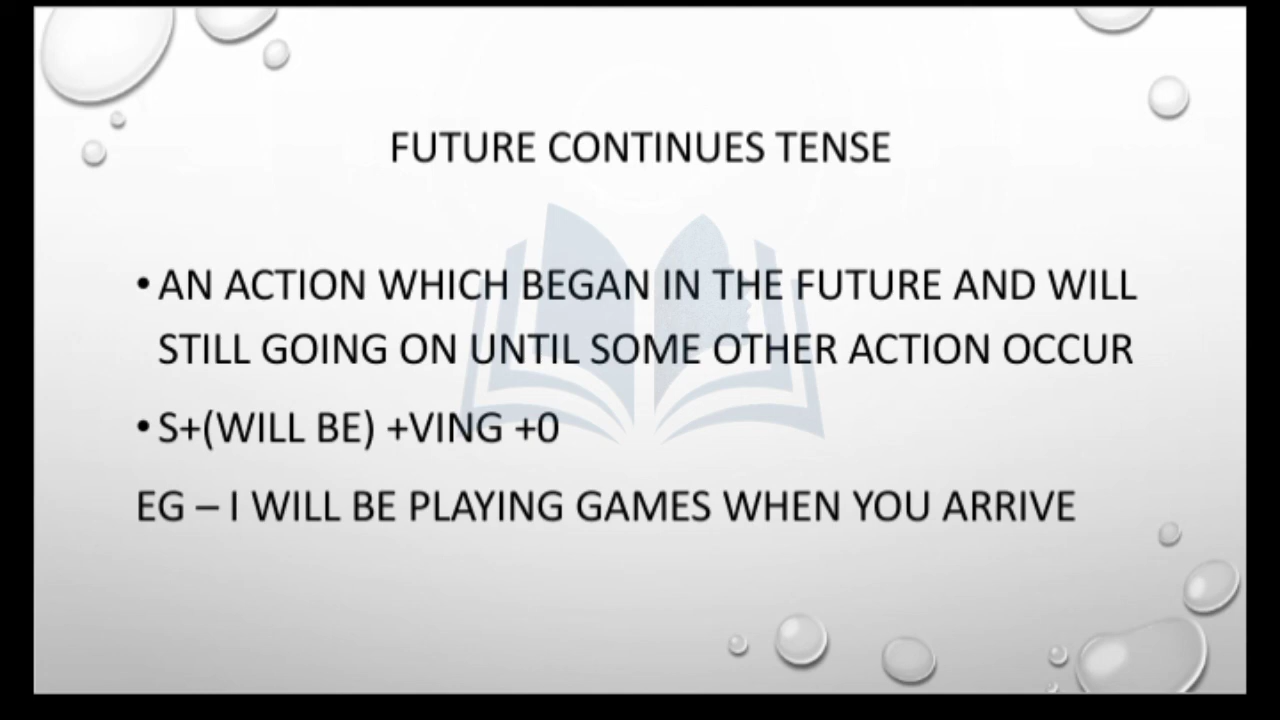 FUTURE CONTINUES TENSE
• AN ACTION WHICH BEGAN IN THE FUTURE AND WILL
STILL GOING ON UNTIL SOME OTHER ACTION OCCUR
• S+(WILL BE) +VING +0
EG – I WILL BE PLAYING GAMES WHEN YOU ARRIVE